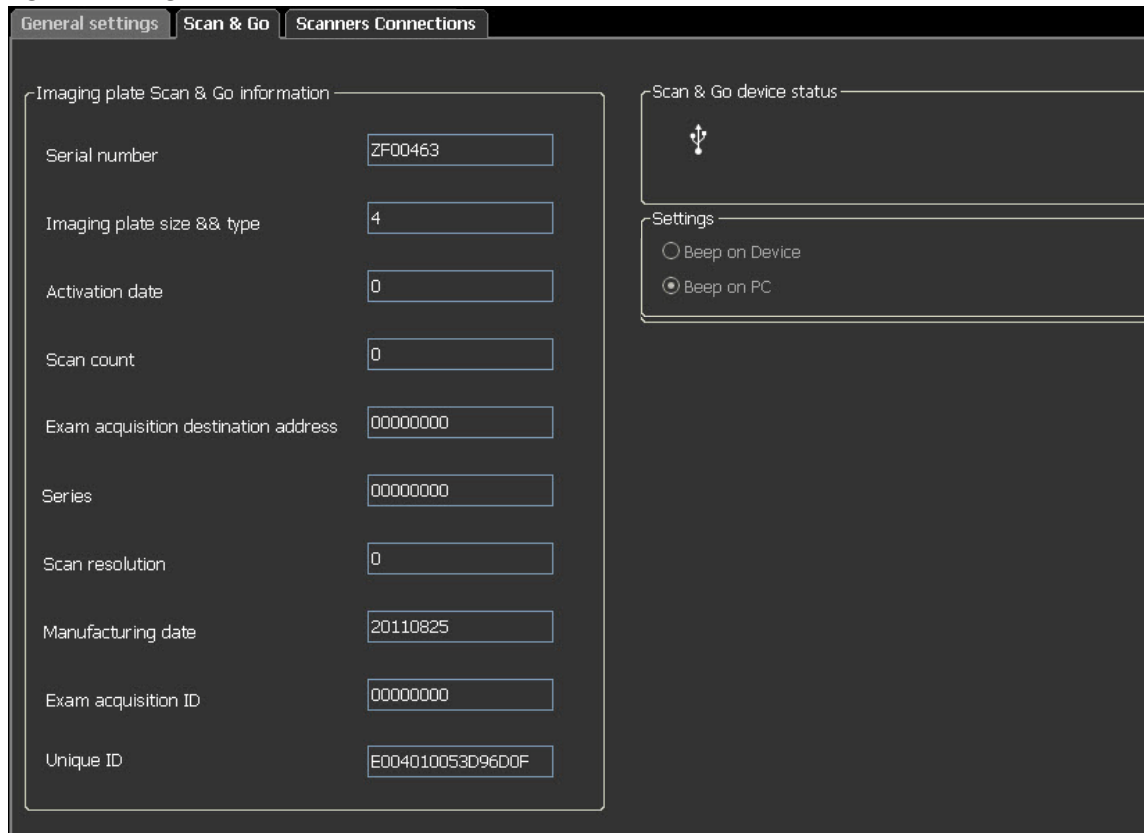 General settings Scan & Go Scanners Connections
Imaging plate Scan & Go information
Serial number ZF00463
Imaging plate size && type 4
Activation date 0
Scan count 0
Exam acquisition destination address 00000000
Series 00000000
Scan resolution 0
Manufacturing date 20110825
Exam acquisition ID 00000000
Unique ID E004010053D96D0F
Scan & Go device status
Settings
Beep on Device
Beep on PC